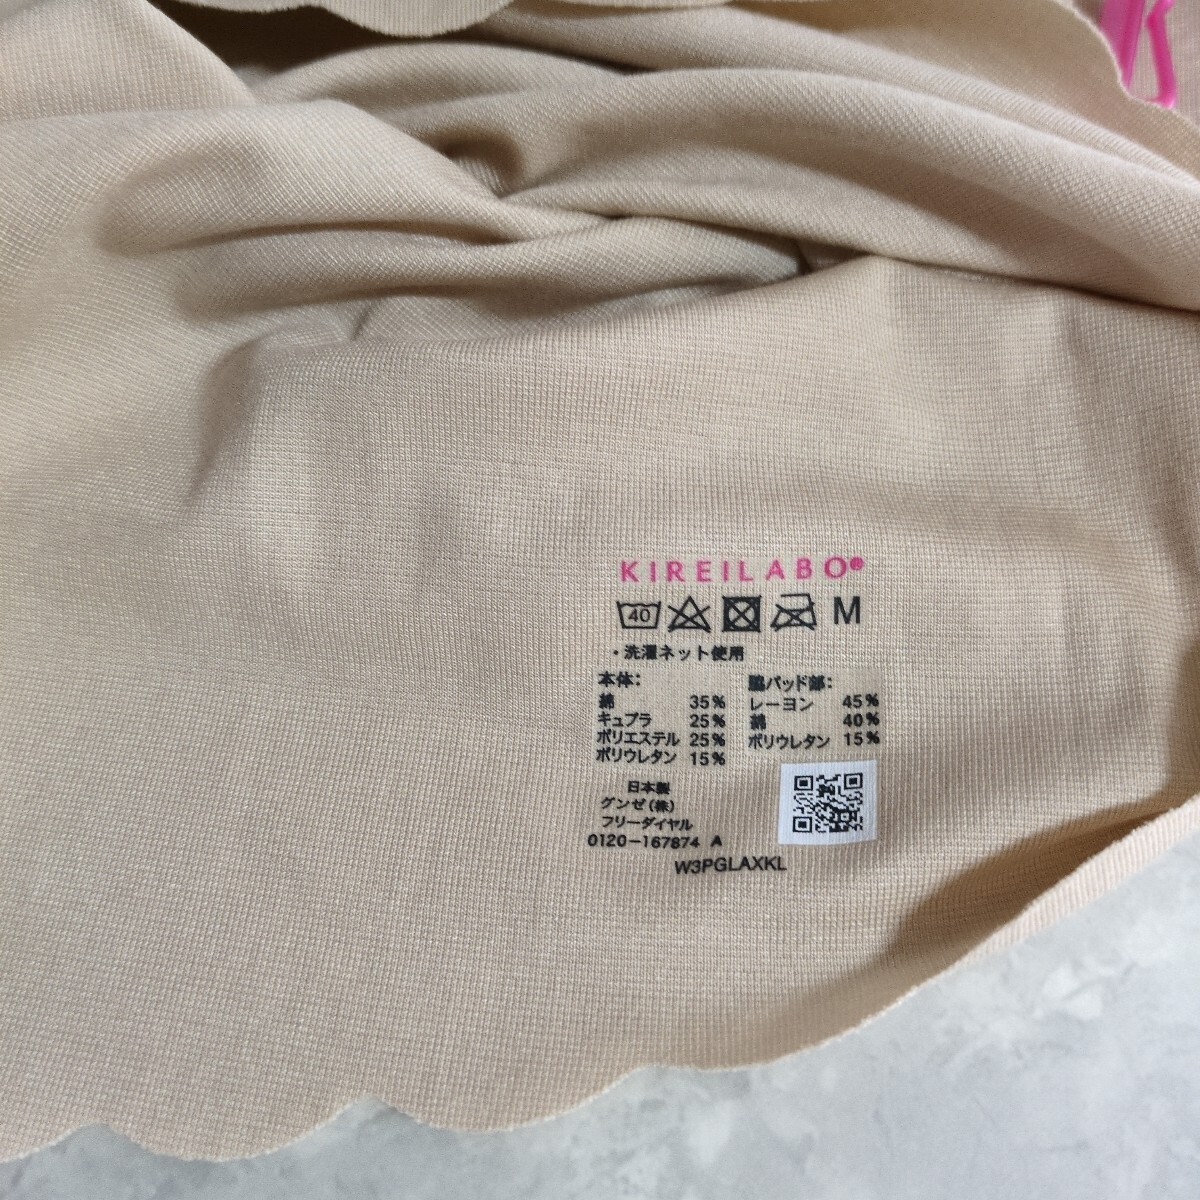 KIREILABO®
40 M
・洗濯ネット使用
本体：
綿 35%
キュプラ 25%
ポリエステル 25%
ポリウレタン 15%
脇パッド部：
レーヨン 45%
綿 40%
ポリウレタン 15%
日本製
グンゼ（株）
フリーダイヤル
0120-167874 A
W3PGLAXKL